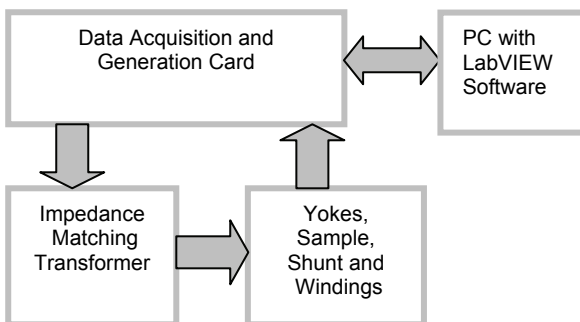 Data Acquisition and
Generation Card
PC with
LabVIEW
Software
Impedance
Matching
Transformer
Yokes,
Sample,
Shunt and
Windings